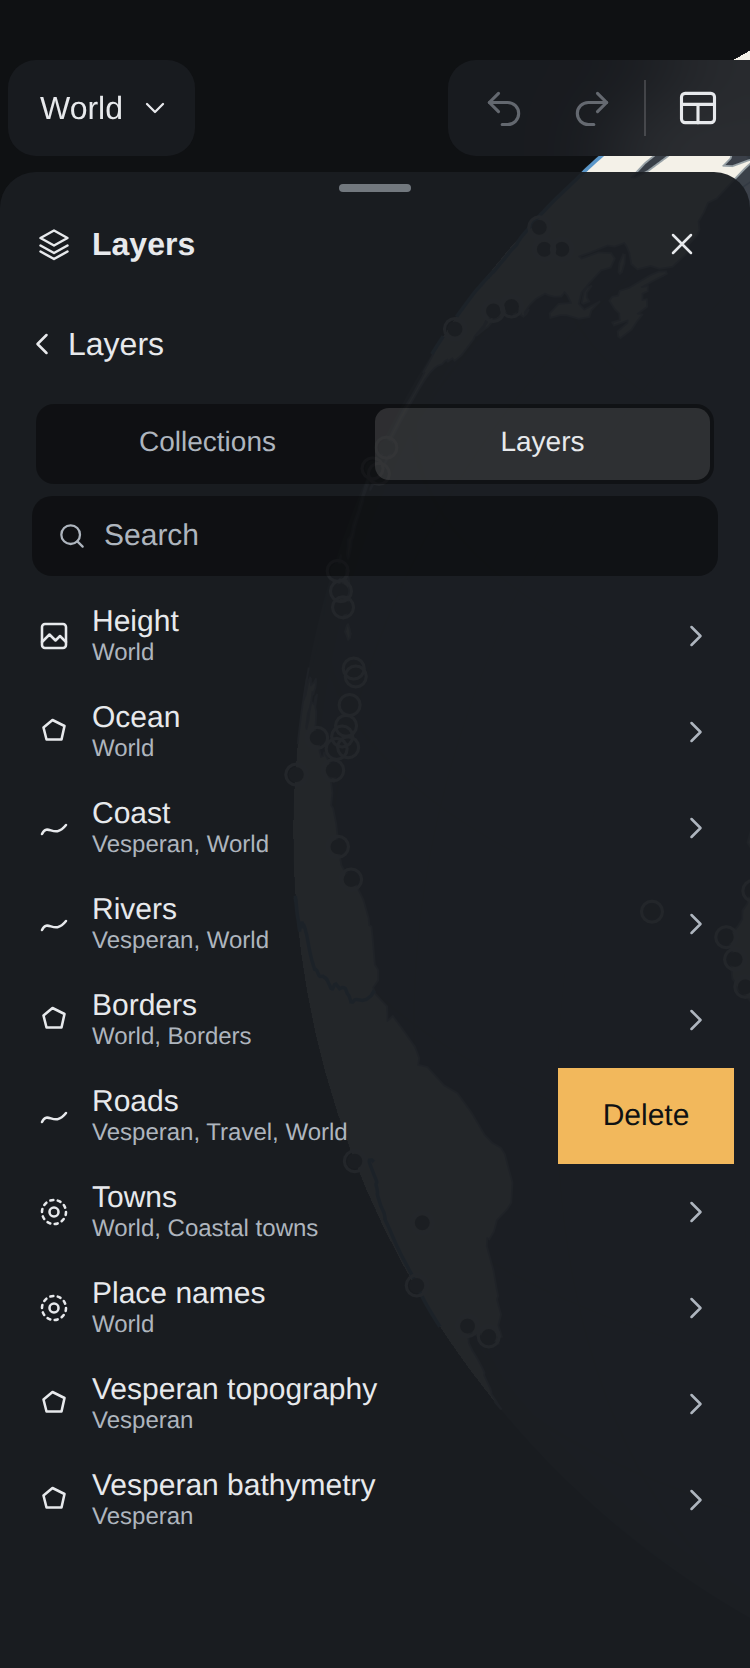 World
Layers
Layers
Collections
Layers
Search
Height
World
Ocean
World
Coast
Vesperan, World
Rivers
Vesperan, World
Borders
World, Borders
Roads
Vesperan, Travel, World
Delete
Towns
World, Coastal towns
Place names
World
Vesperan topography
Vesperan
Vesperan bathymetry
Vesperan